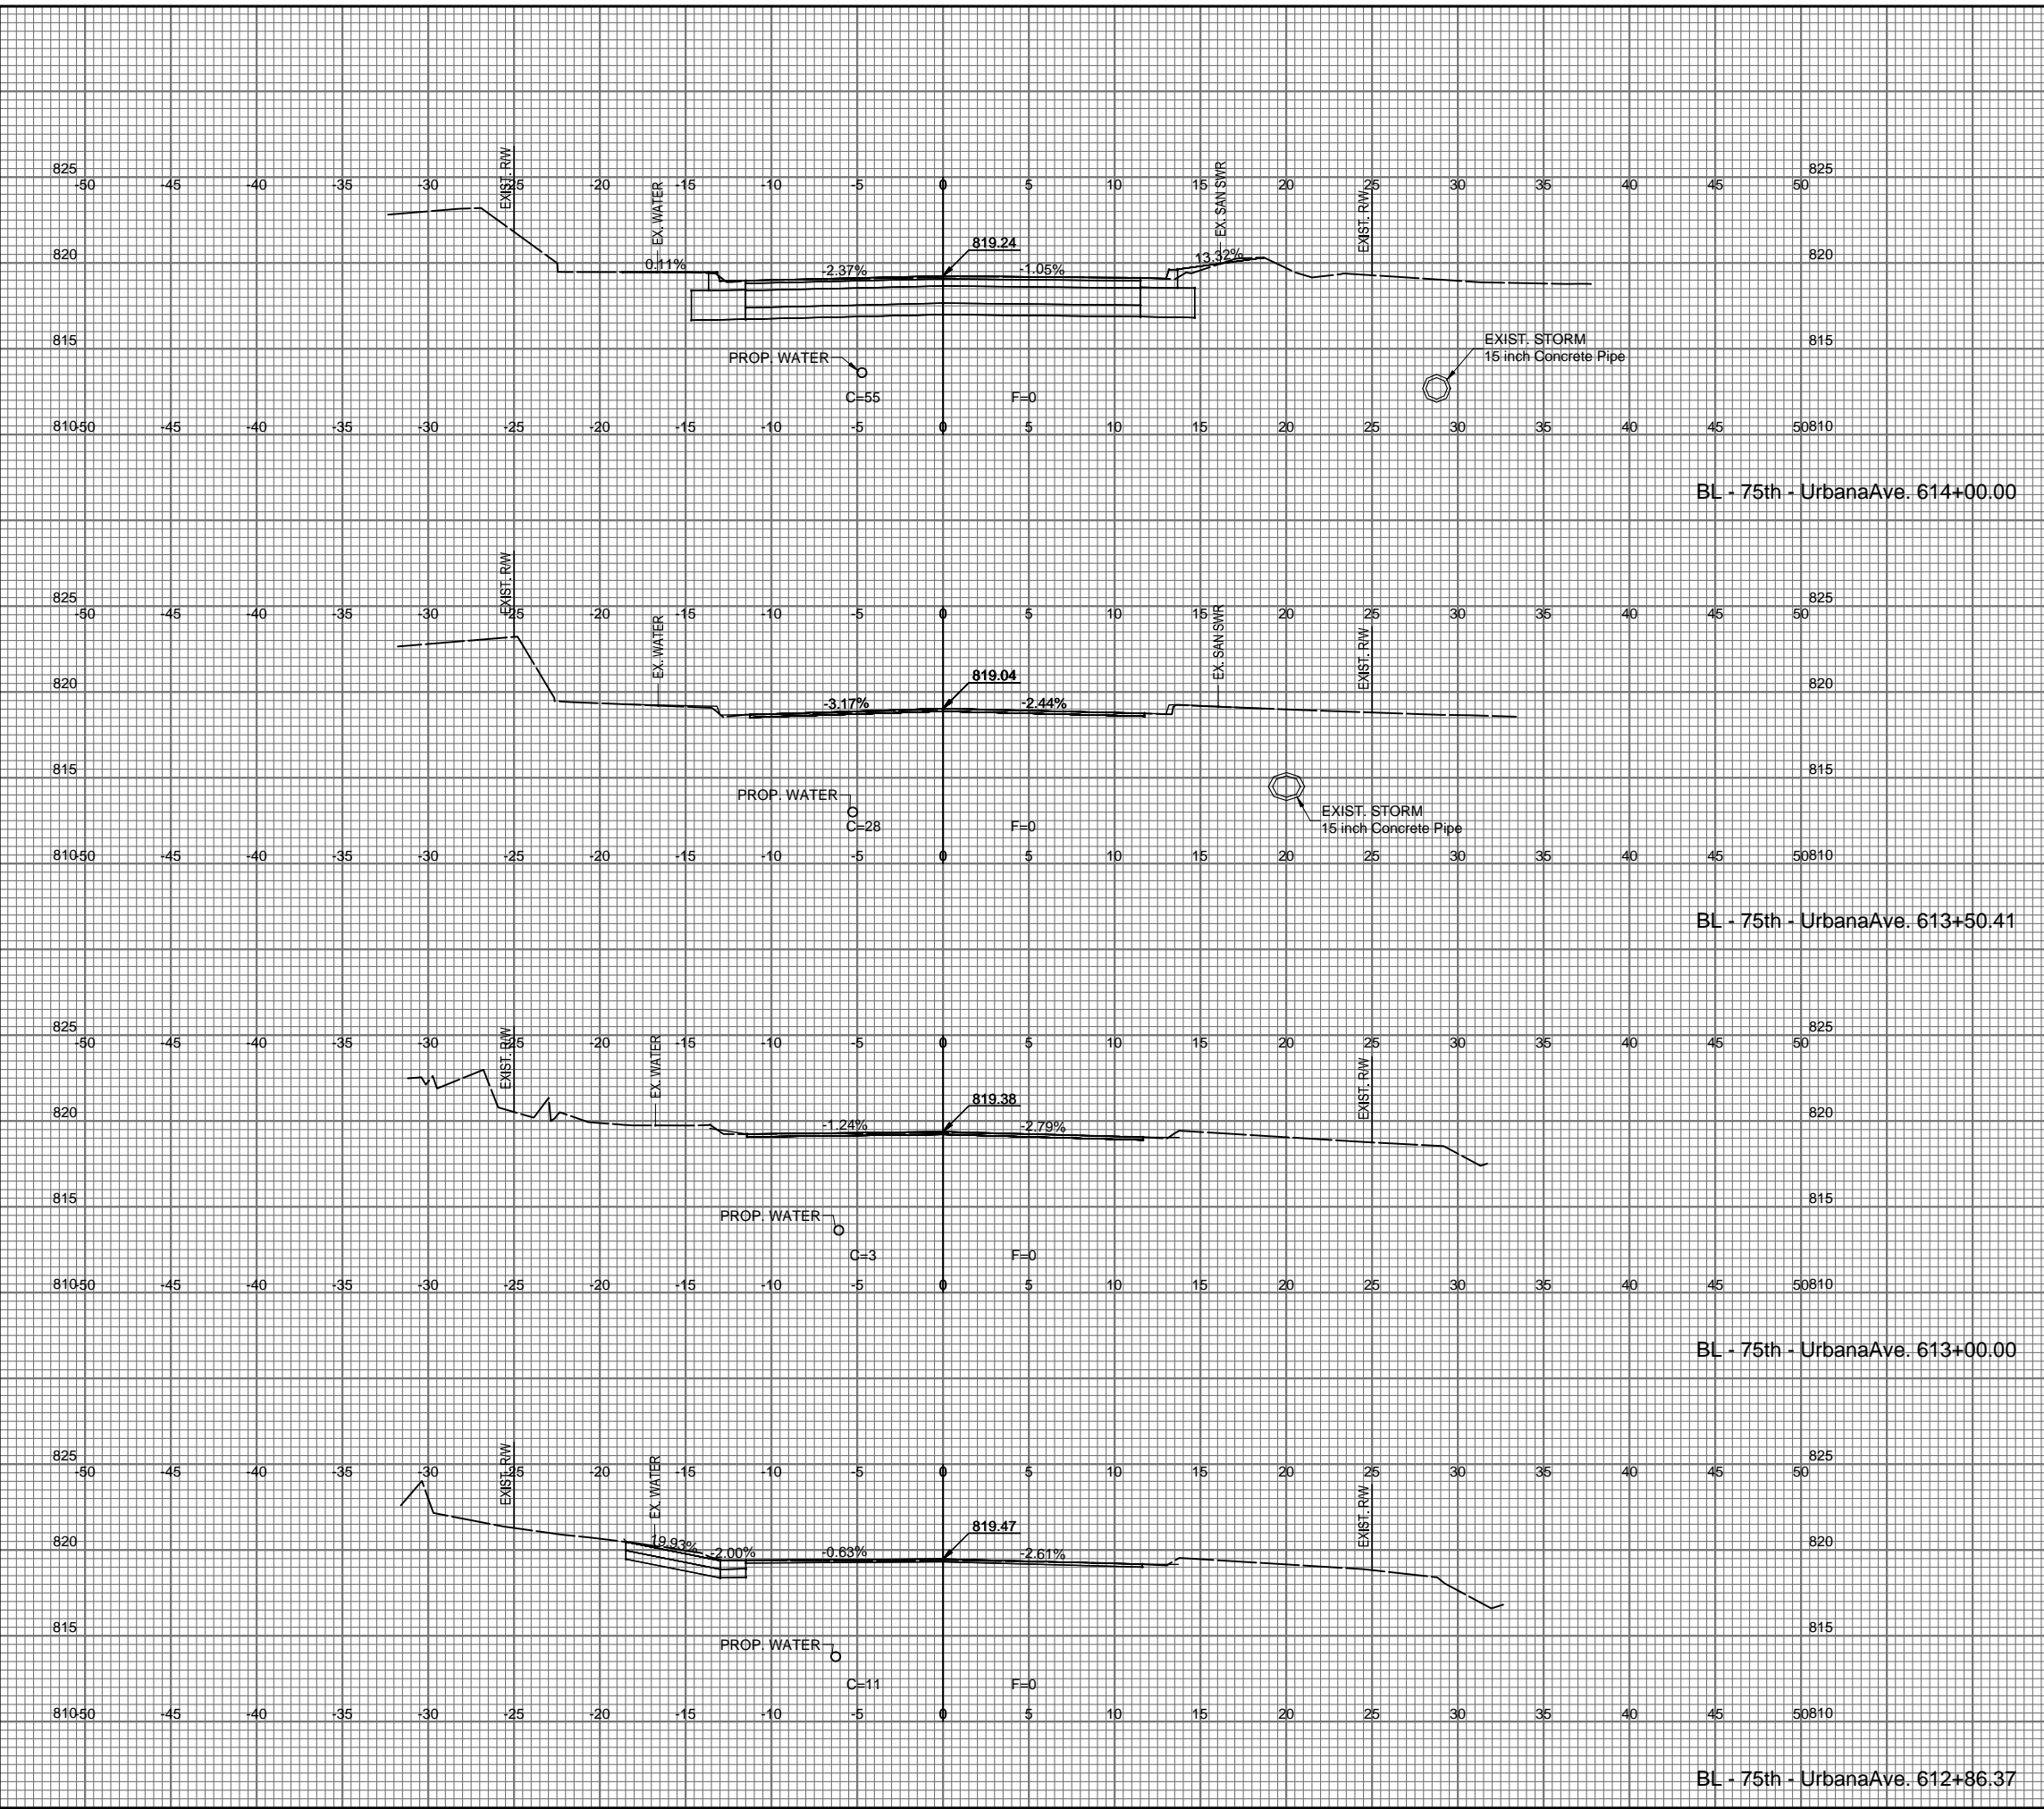 EXIST. R/W
EX. WATER
EX. SAN SWR
EXIST. R/W
825 825
-50 -45 -40 -35 -30 -25 -20 -15 -10 -5 0 5 10 15 20 25 30 35 40 45 50
819.24
820 820
0.11% -2.37% -1.05% 13.32%
815 815
PROP. WATER
EXIST. STORM
15 inch Concrete Pipe
C=55 F=0
810 810
-50 -45 -40 -35 -30 -25 -20 -15 -10 -5 0 5 10 15 20 25 30 35 40 45 50
BL - 75th - UrbanaAve. 614+00.00
EXIST. R/W
EX. WATER
EX. SAN SWR
EXIST. R/W
825 825
-50 -45 -40 -35 -30 -25 -20 -15 -10 -5 0 5 10 15 20 25 30 35 40 45 50
819.04
820 820
-3.17% -2.44%
815 815
PROP. WATER
EXIST. STORM
15 inch Concrete Pipe
C=28 F=0
810 810
-50 -45 -40 -35 -30 -25 -20 -15 -10 -5 0 5 10 15 20 25 30 35 40 45 50
BL - 75th - UrbanaAve. 613+50.41
EXIST. R/W
EX. WATER
EXIST. R/W
825 825
-50 -45 -40 -35 -30 -25 -20 -15 -10 -5 0 5 10 15 20 25 30 35 40 45 50
819.38
820 820
-1.24% -2.79%
815 815
PROP. WATER
C=3 F=0
810 810
-50 -45 -40 -35 -30 -25 -20 -15 -10 -5 0 5 10 15 20 25 30 35 40 45 50
BL - 75th - UrbanaAve. 613+00.00
EXIST. R/W
EX. WATER
EXIST. R/W
825 825
-50 -45 -40 -35 -30 -25 -20 -15 -10 -5 0 5 10 15 20 25 30 35 40 45 50
819.47
820 820
19.93% -2.00% -0.63% -2.61%
815 815
PROP. WATER
C=11 F=0
810 810
-50 -45 -40 -35 -30 -25 -20 -15 -10 -5 0 5 10 15 20 25 30 35 40 45 50
BL - 75th - UrbanaAve. 612+86.37